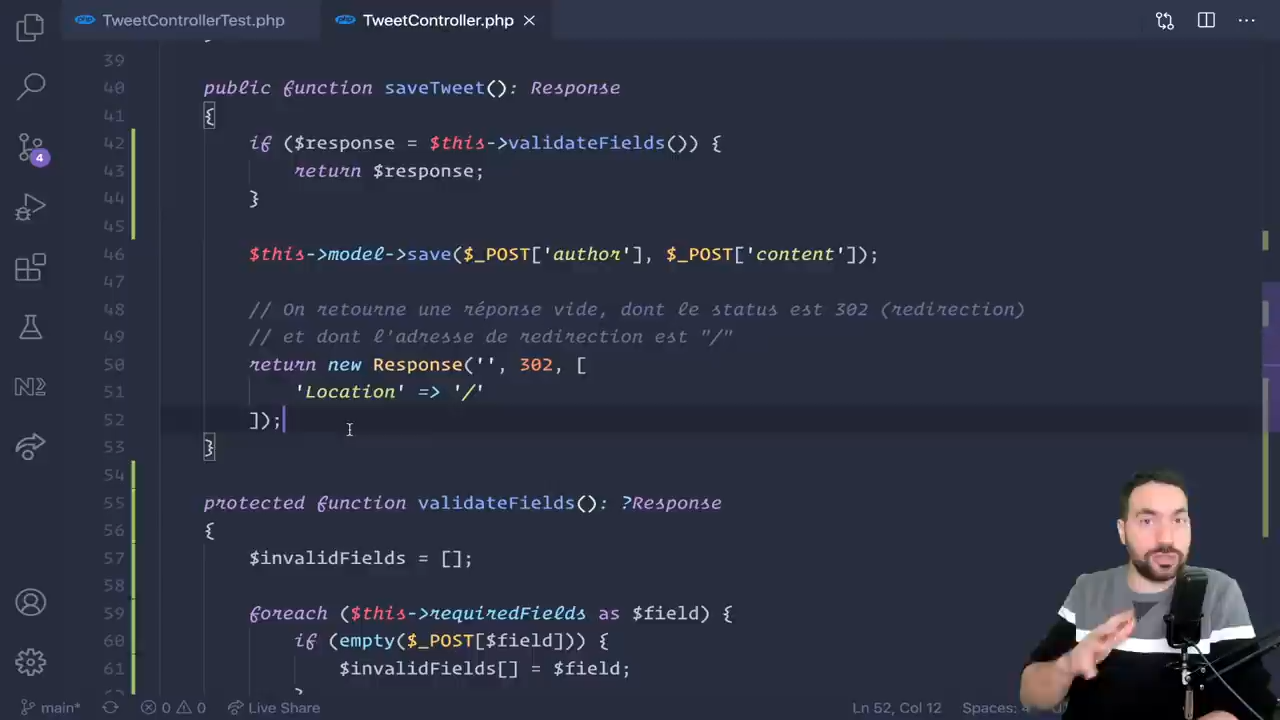 TweetControllerTest.php
TweetController.php
39
40 public function saveTweet(): Response
41 {
42 if ($response = $this->validateFields()) {
43 return $response;
44 }
45
46 $this->model->save($_POST['author'], $_POST['content']);
47
48 // On retourne une réponse vide, dont le status est 302 (redirection)
49 // et dont l'adresse de redirection est "/"
50 return new Response('', 302, [
51 'Location' => '/'
52 ]);
53 }
54
55 protected function validateFields(): ?Response
56 {
57 $invalidFields = [];
58
59 foreach ($this->requiredFields as $field) {
60 if (empty($_POST[$field])) {
61 $invalidFields[] = $field;
4
main*
0
0
Live Share
Ln 52, Col 12
Spaces: 4